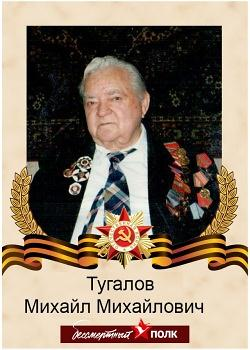 Тугалов
Михаил Михайлович
бессмертный ПОЛК